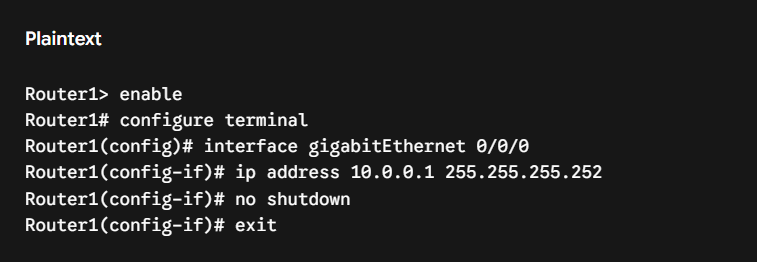 Plaintext
Router1> enable
Router1# configure terminal
Router1(config)# interface gigabitEthernet 0/0/0
Router1(config-if)# ip address 10.0.0.1 255.255.255.252
Router1(config-if)# no shutdown
Router1(config-if)# exit